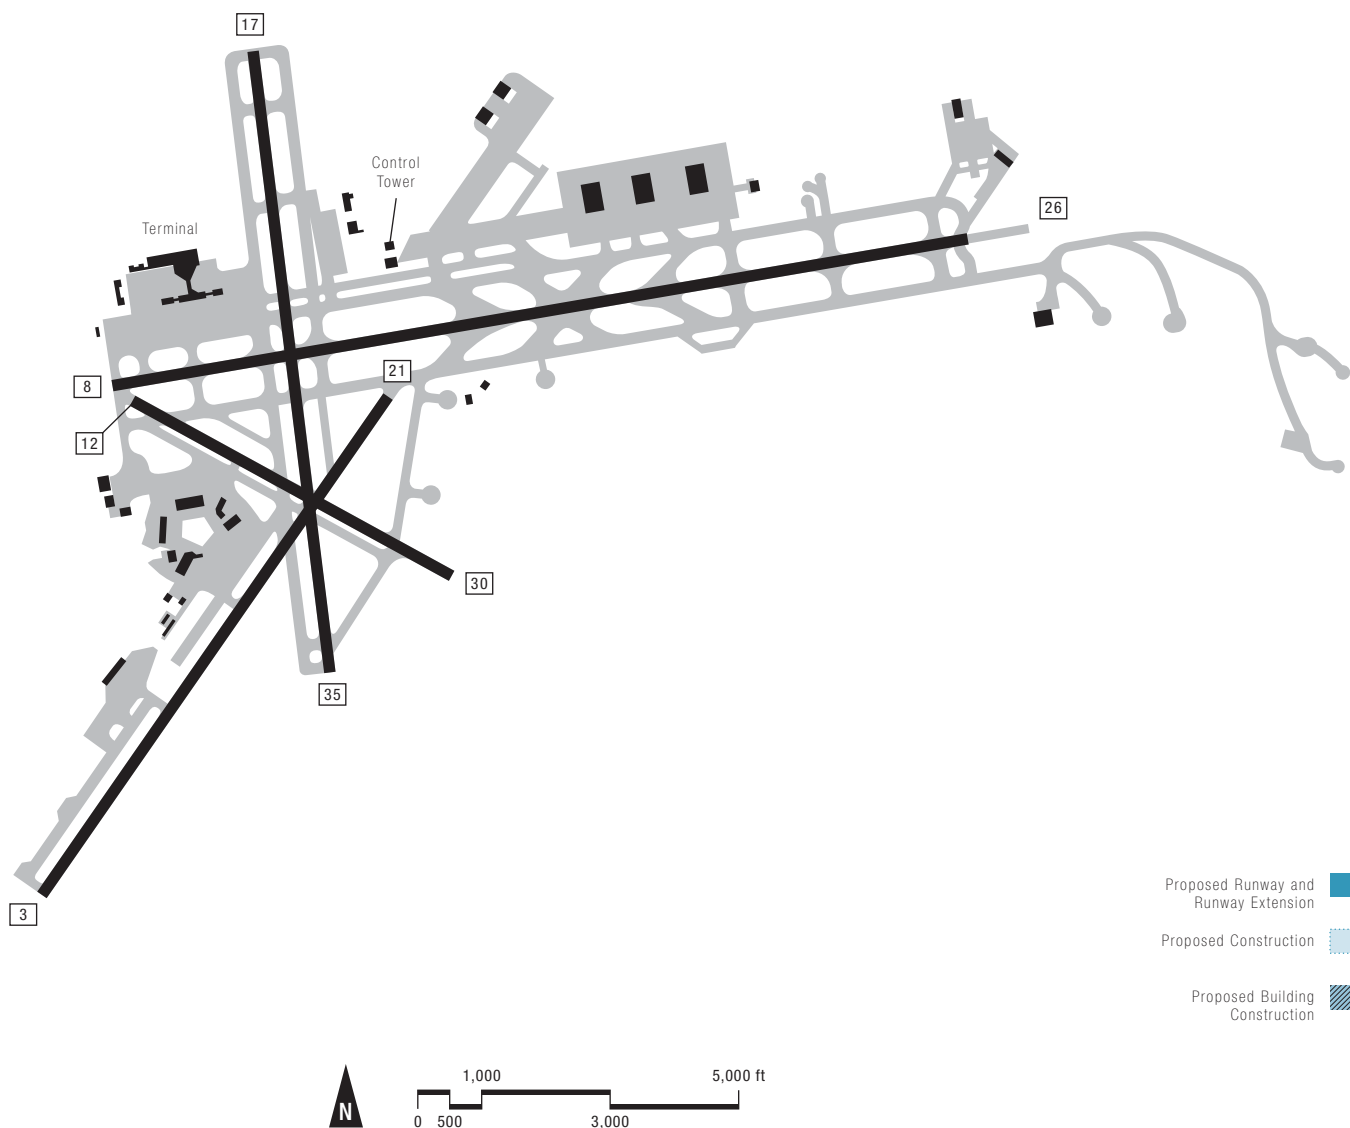 17
Control
Tower
Terminal
26
21
8
12
30
35
3
Proposed Runway and
Runway Extension
Proposed Construction
Proposed Building
Construction
N
1,000
5,000 ft
0
500
3,000